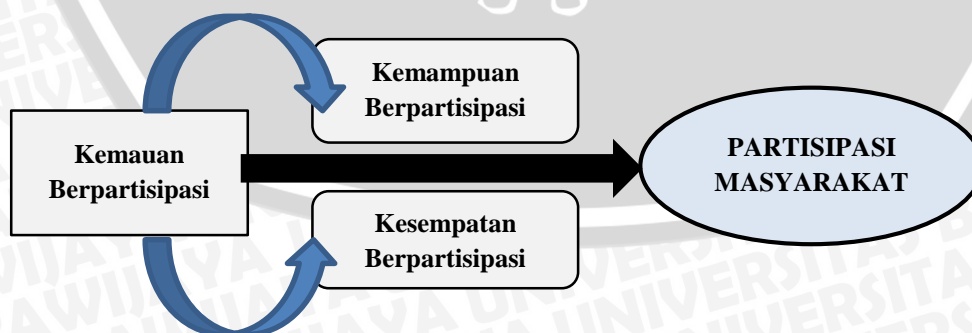 Kemampuan
Berpartisipasi
Kemauan
Berpartisipasi
PARTISIPASI
MASYARAKAT
Kesempatan
Berpartisipasi